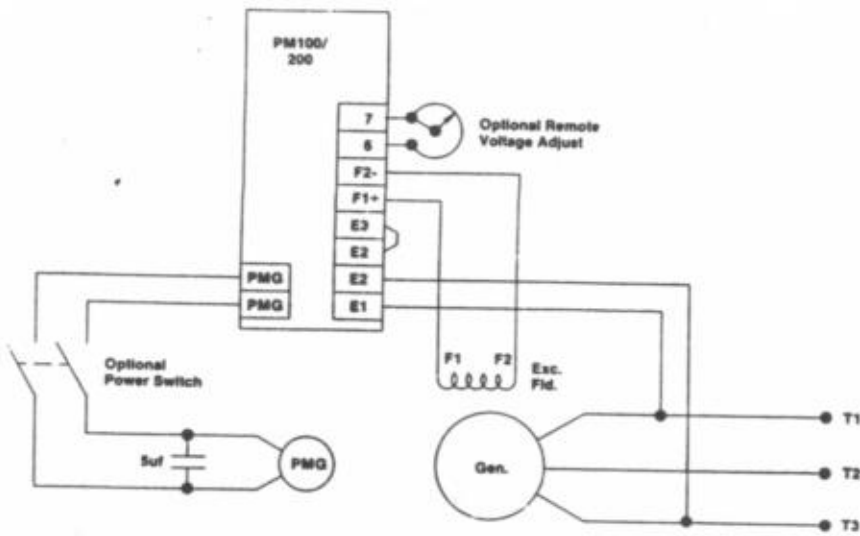 PM100/
200
7
6
F2-
F1+
E3
E2
E2
E1
Optional Remote
Voltage Adjust
PMG
PMG
Optional
Power Switch
5uf
PMG
F1 F2
Exc.
Fld.
Gen.
T1
T2
T3